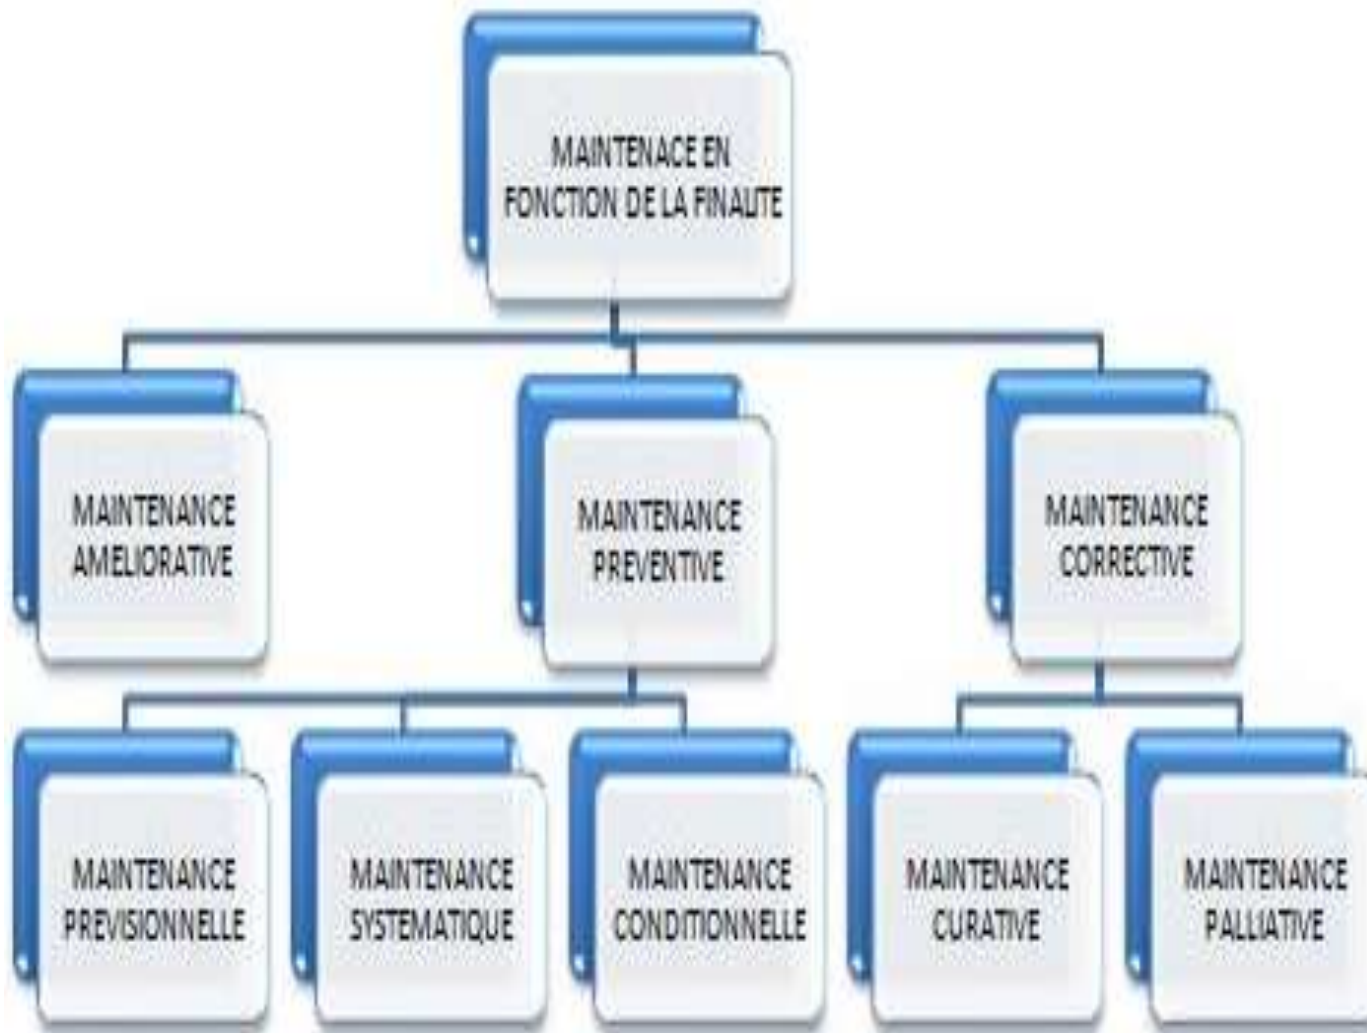 MAINTENACE EN
FONCTION DE LA FINALITE
MAINTENANCE
AMELIORATIVE
MAINTENANCE
PREVENTIVE
MAINTENANCE
CORRECTIVE
MAINTENANCE
PREVISIONNELLE
MAINTENANCE
SYSTEMATIQUE
MAINTENANCE
CONDITIONNELLE
MAINTENANCE
CURATIVE
MAINTENANCE
PALLIATIVE